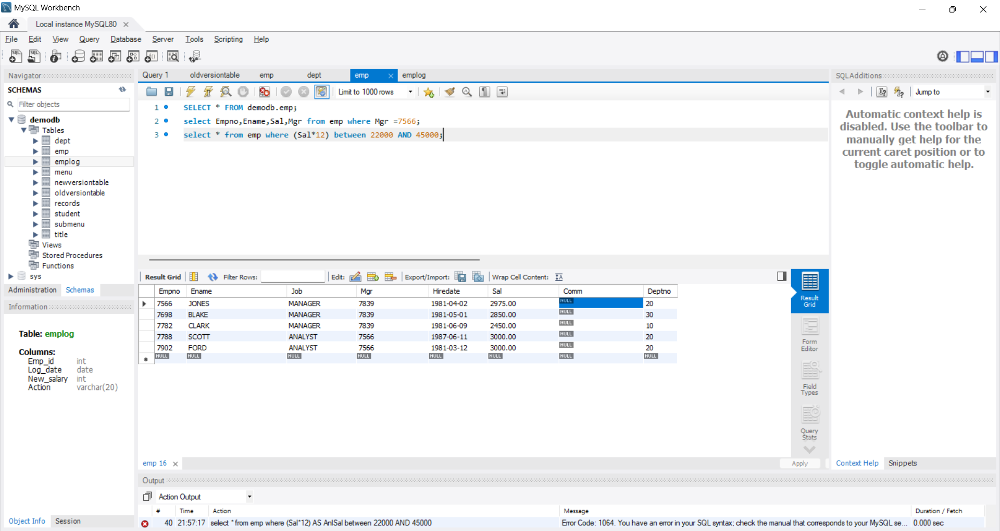 MySQL Workbench
Local instance MySQL80
File Edit View Query Database Server Tools Scripting Help
Navigator
SCHEMAS
Filter objects
demodb
Tables
dept
emp
emplog
menu
newversiontable
oldversiontable
records
student
submenu
title
Views
Stored Procedures
Functions
sys
Administration Schemas
Information
Table: emplog
Columns:
Emp_id int
Log_date date
New_salary int
Action varchar(20)
Object Info Session
Query 1 oldversiontable emp dept emp emplog
Limit to 1000 rows
1 SELECT * FROM demodb.emp;
2 select Empno,Ename,Sal,Mgr from emp where Mgr =7566;
3 select * from emp where (Sal*12) between 22000 AND 45000;
Result Grid Filter Rows: Edit: Export/Import: Wrap Cell Content:
Empno Ename Job Mgr Hiredate Sal Comm Deptno
7566 JONES MANAGER 7839 1981-04-02 2975.00 NULL 20
7698 BLAKE MANAGER 7839 1981-05-01 2850.00 NULL 30
7782 CLARK MANAGER 7839 1981-06-09 2450.00 NULL 10
7788 SCOTT ANALYST 7566 1987-06-11 3000.00 NULL 20
7902 FORD ANALYST 7566 1981-03-12 3000.00 NULL 20
NULL NULL NULL NULL NULL NULL NULL NULL
Result
Grid
Form
Editor
Field
Types
Query
Stats
emp 16
Apply
SQLAdditions
Jump to
Automatic context help is
disabled. Use the toolbar to
manually get help for the
current caret position or to
toggle automatic help.
Context Help Snippets
Output
Action Output
# Time Action Message Duration / Fetch
40 21:57:17 select * from emp where (Sal*12) AS AnlSal between 22000 AND 45000 Error Code: 1064. You have an error in your SQL syntax; check the manual that corresponds to your MySQL se... 0.000 sec